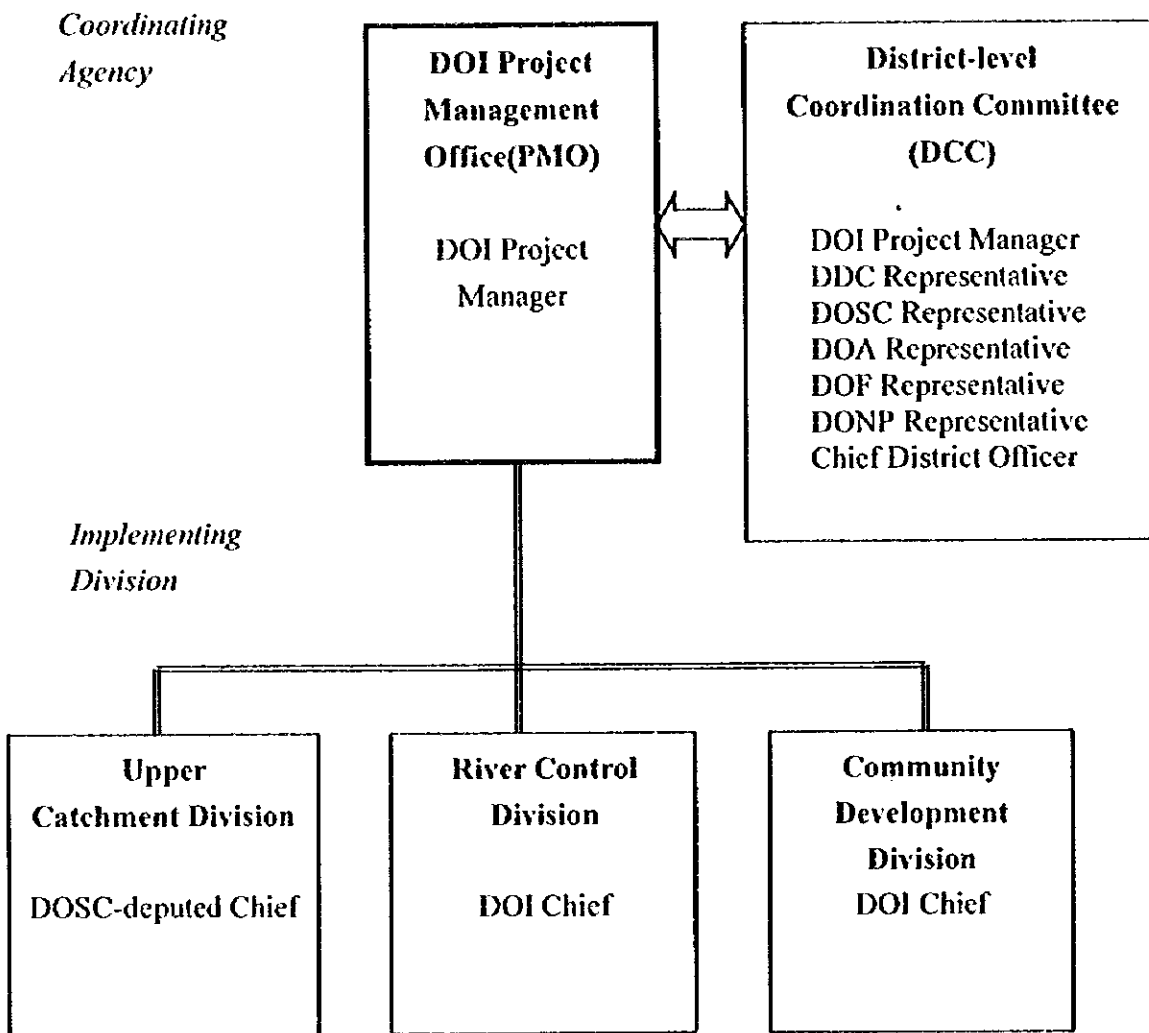 Coordinating
Agency
DOI Project
Management
Office(PMO)
DOI Project
Manager
District-level
Coordination Committee
(DCC)
DOI Project Manager
DDC Representative
DOSC Representative
DOA Representative
DOF Representative
DONP Representative
Chief District Officer
Implementing
Division
Upper
Catchment Division
DOSC-deputed Chief
River Control
Division
DOI Chief
Community
Development
Division
DOI Chief